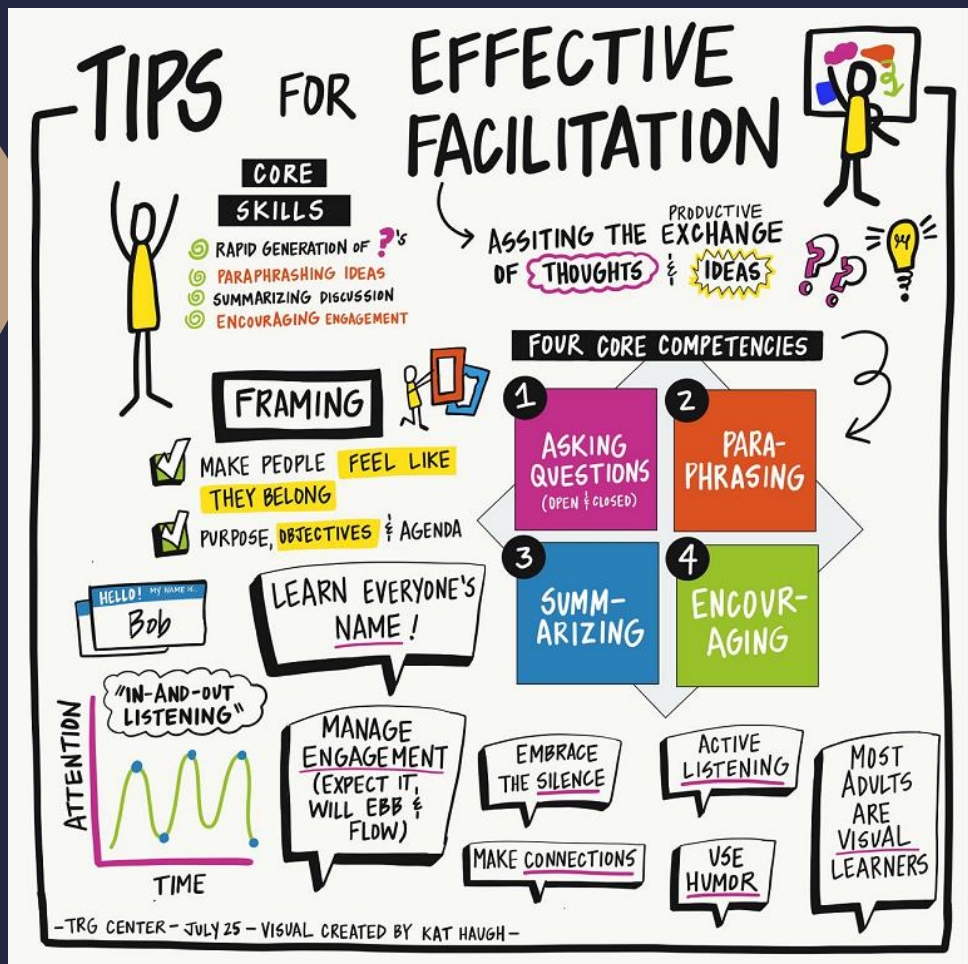 TIPS FOR EFFECTIVE
FACILITATION
CORE
SKILLS
RAPID GENERATION OF ?'s
PARAPHRASHING IDEAS
SUMMARIZING DISCUSSION
ENCOURAGING ENGAGEMENT
ASSITING THE PRODUCTIVE EXCHANGE
OF THOUGHTS & IDEAS
??
FRAMING
MAKE PEOPLE FEEL LIKE
THEY BELONG
PURPOSE, OBJECTIVES & AGENDA
FOUR CORE COMPETENCIES
1
ASKING
QUESTIONS
(OPEN & CLOSED)
2
PARA-
PHRASING
3
SUMM-
ARIZING
4
ENCOUR-
AGING
HELLO! MY NAME IS..
Bob
LEARN EVERYONE'S
NAME!
"IN-AND-OUT
LISTENING"
ATTENTION
TIME
MANAGE
ENGAGEMENT
(EXPECT IT,
WILL EBB &
FLOW)
EMBRACE
THE SILENCE
ACTIVE
LISTENING
MAKE CONNECTIONS
USE
HUMOR
MOST
ADULTS
ARE
VISUAL
LEARNERS
-TRG CENTER - JULY 25 - VISUAL CREATED BY KAT HAUGH-